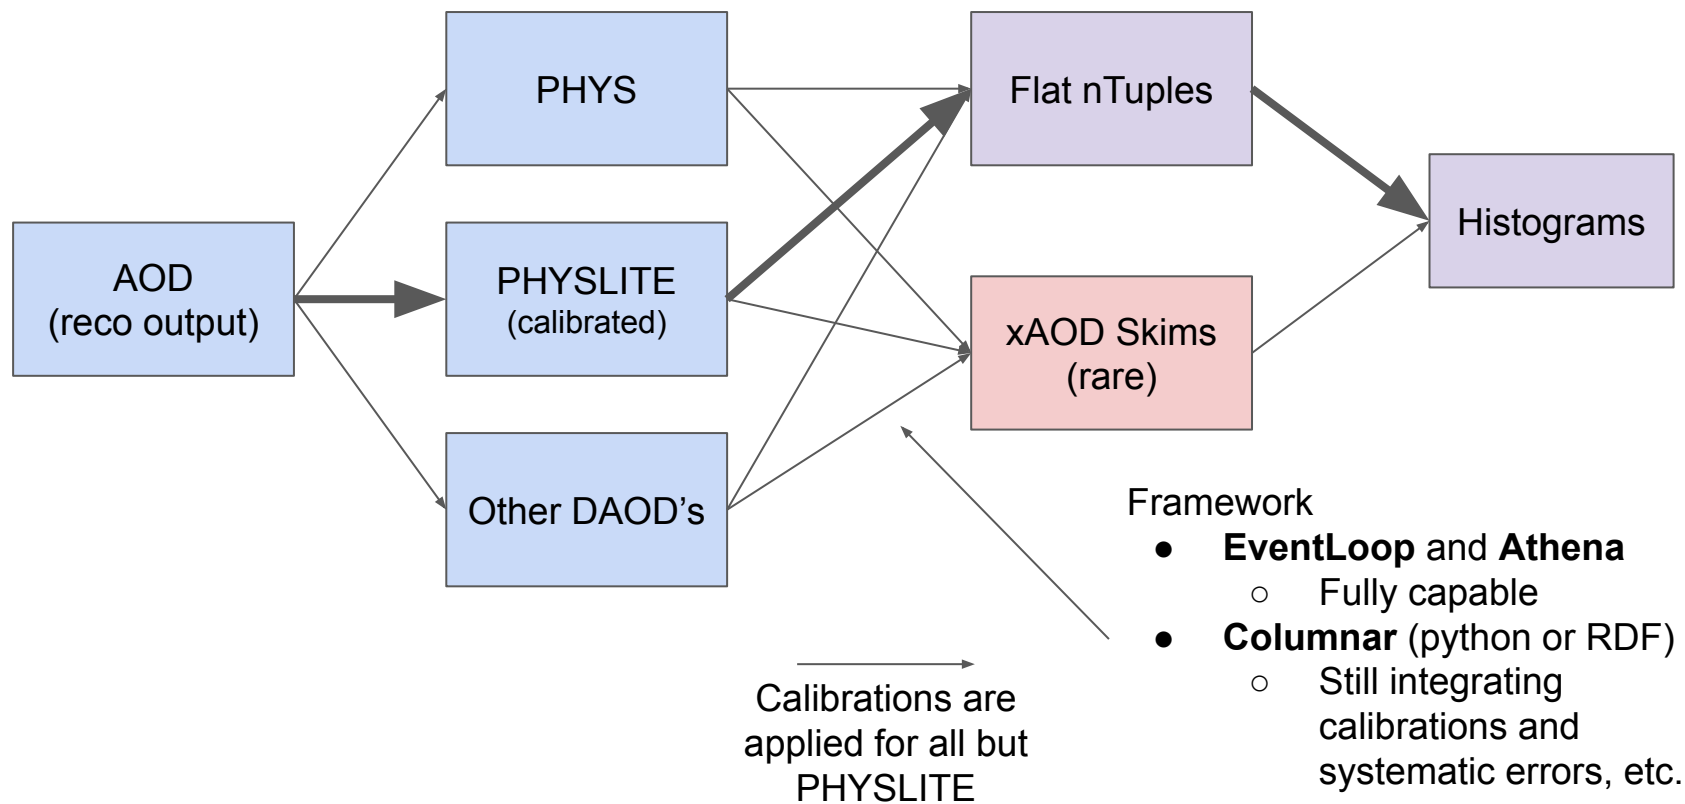 PHYS
Flat nTuples
Histograms
AOD
(reco output)
PHYSLITE
(calibrated)
xAOD Skims
(rare)
Other DAOD’s
Framework
● EventLoop and Athena
○ Fully capable
● Columnar (python or RDF)
○ Still integrating
calibrations and
systematic errors, etc.
Calibrations are
applied for all but
PHYSLITE